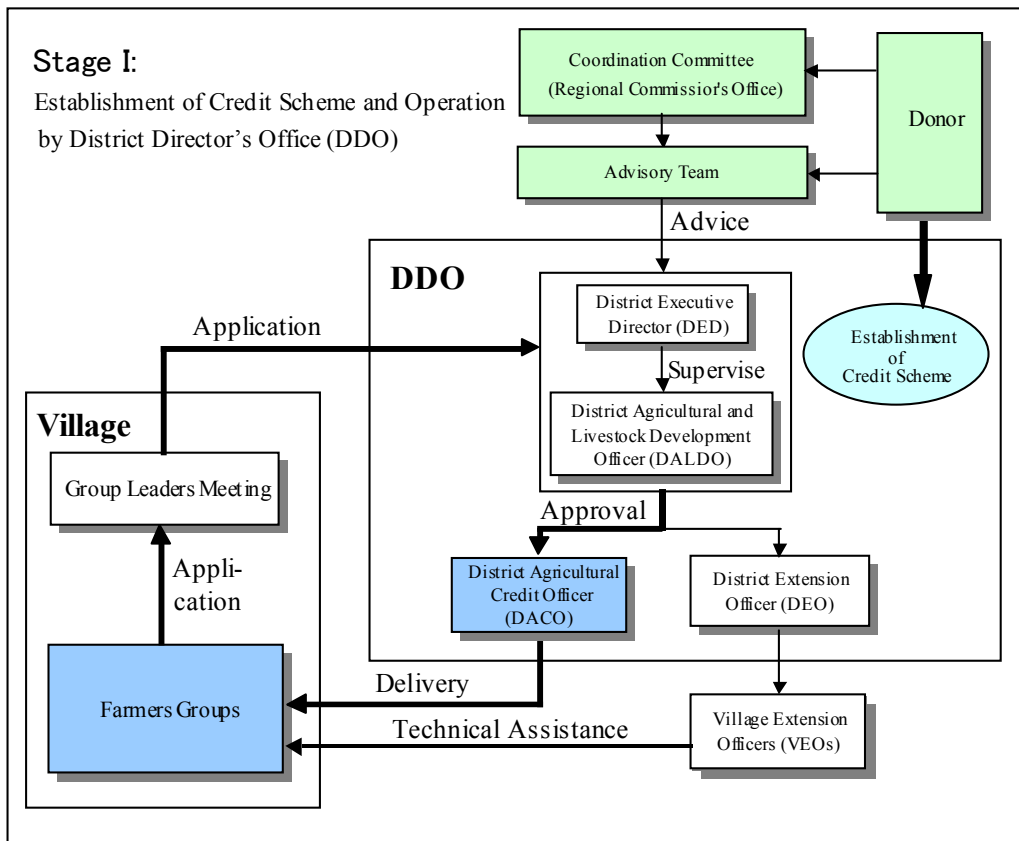 Stage I:
Establishment of Credit Scheme and Operation
by District Director's Office (DDO)
Coordination Committee
(Regional Commissior's Office)
Donor
Advisory Team
Advice
DDO
District Executive
Director (DED)
Supervise
District Agricultural and
Livestock Development
Officer (DALDO)
Establishment
of
Credit Scheme
Application
Village
Group Leaders Meeting
Appli-
cation
Farmers Groups
Approval
District Agricultural
Credit Officer
(DACO)
District Extension
Officer (DEO)
Delivery
Technical Assistance
Village Extension
Officers (VEOs)